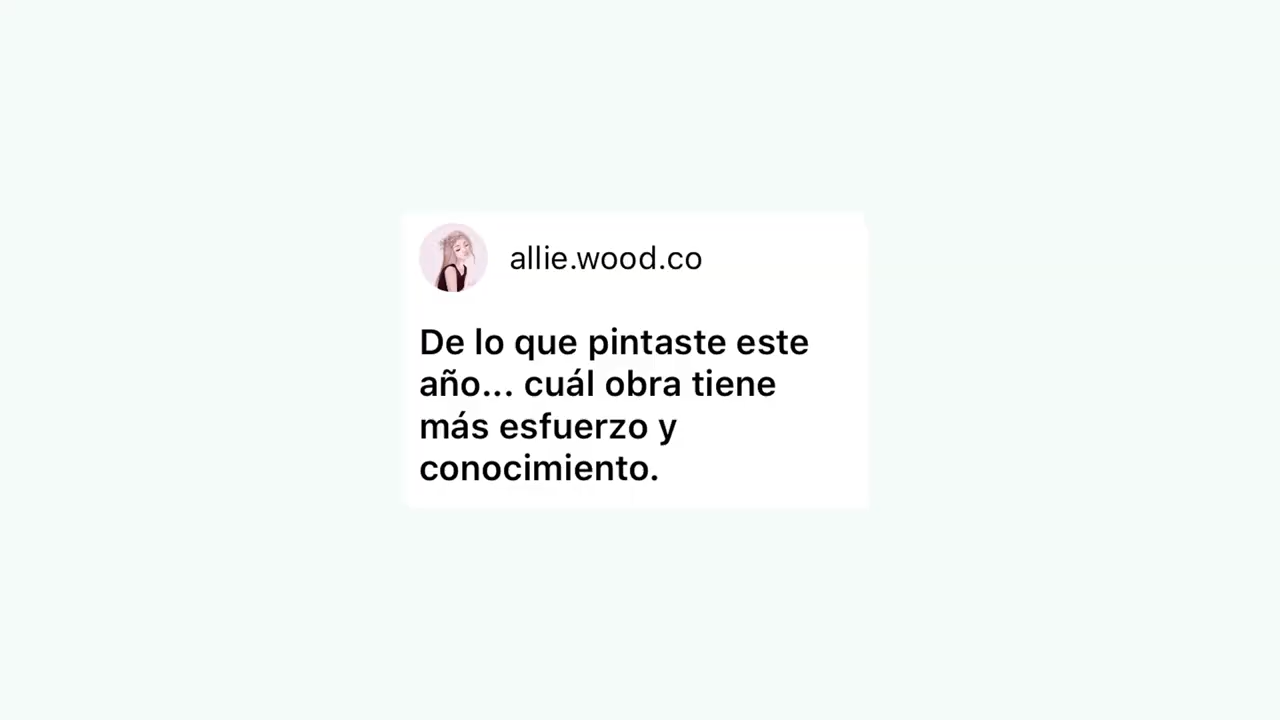 allie.wood.co
De lo que pintaste este
año... cuál obra tiene
más esfuerzo y
conocimiento.